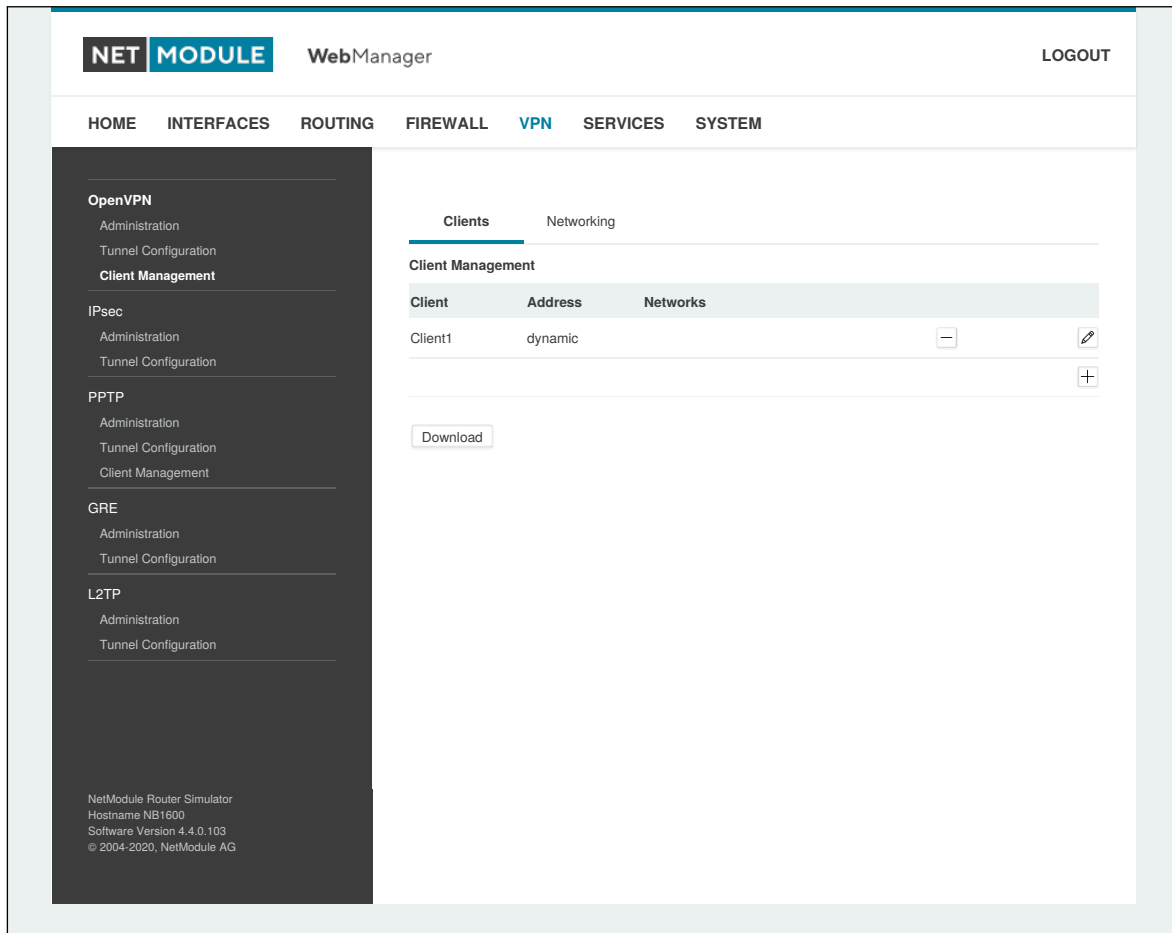 NET MODULE WebManager LOGOUT
HOME INTERFACES ROUTING FIREWALL VPN SERVICES SYSTEM
OpenVPN
Administration
Tunnel Configuration
Client Management
IPsec
Administration
Tunnel Configuration
PPTP
Administration
Tunnel Configuration
Client Management
GRE
Administration
Tunnel Configuration
L2TP
Administration
Tunnel Configuration
NetModule Router Simulator
Hostname NB1600
Software Version 4.4.0.103
© 2004-2020, NetModule AG
Clients Networking
Client Management
Client Address Networks
Client1 dynamic
Download